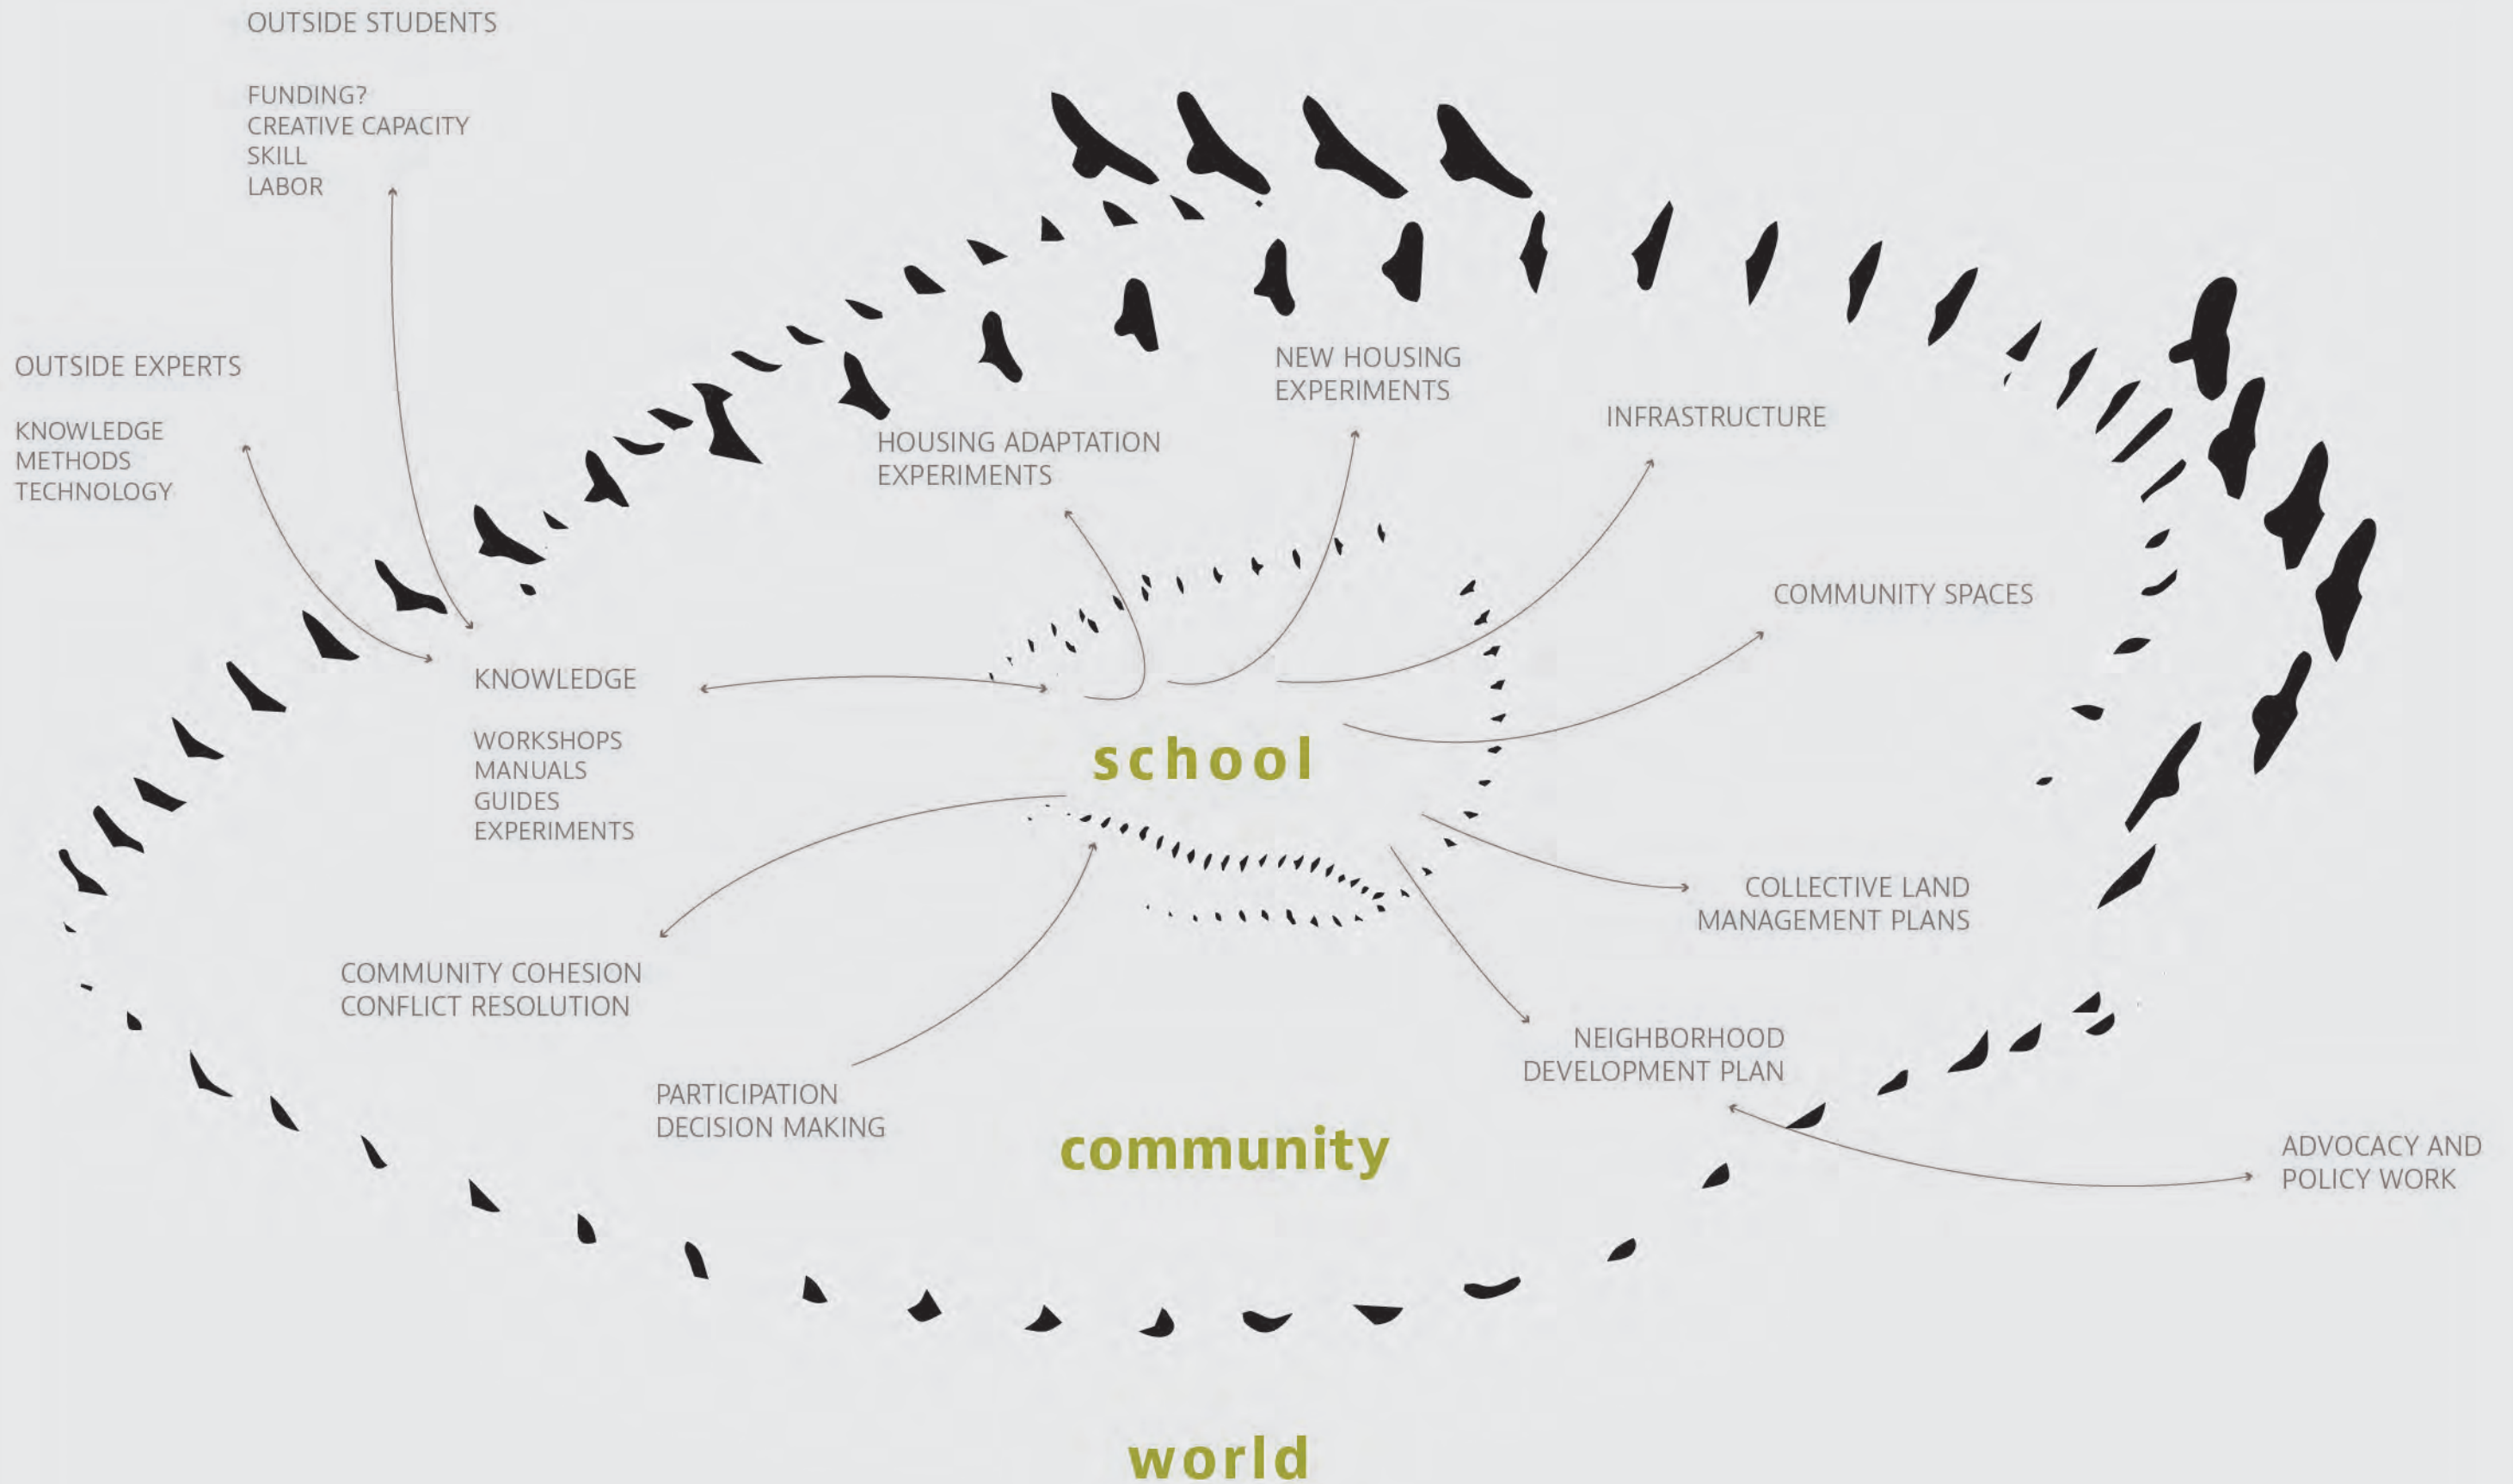 OUTSIDE STUDENTS
FUNDING?
CREATIVE CAPACITY
SKILL
LABOR
OUTSIDE EXPERTS
KNOWLEDGE
METHODS
TECHNOLOGY
HOUSING ADAPTATION
EXPERIMENTS
NEW HOUSING
EXPERIMENTS
INFRASTRUCTURE
COMMUNITY SPACES
KNOWLEDGE
WORKSHOPS
MANUALS
GUIDES
EXPERIMENTS
school
COLLECTIVE LAND
MANAGEMENT PLANS
COMMUNITY COHESION
CONFLICT RESOLUTION
NEIGHBORHOOD
DEVELOPMENT PLAN
PARTICIPATION
DECISION MAKING
community
ADVOCACY AND
POLICY WORK
world